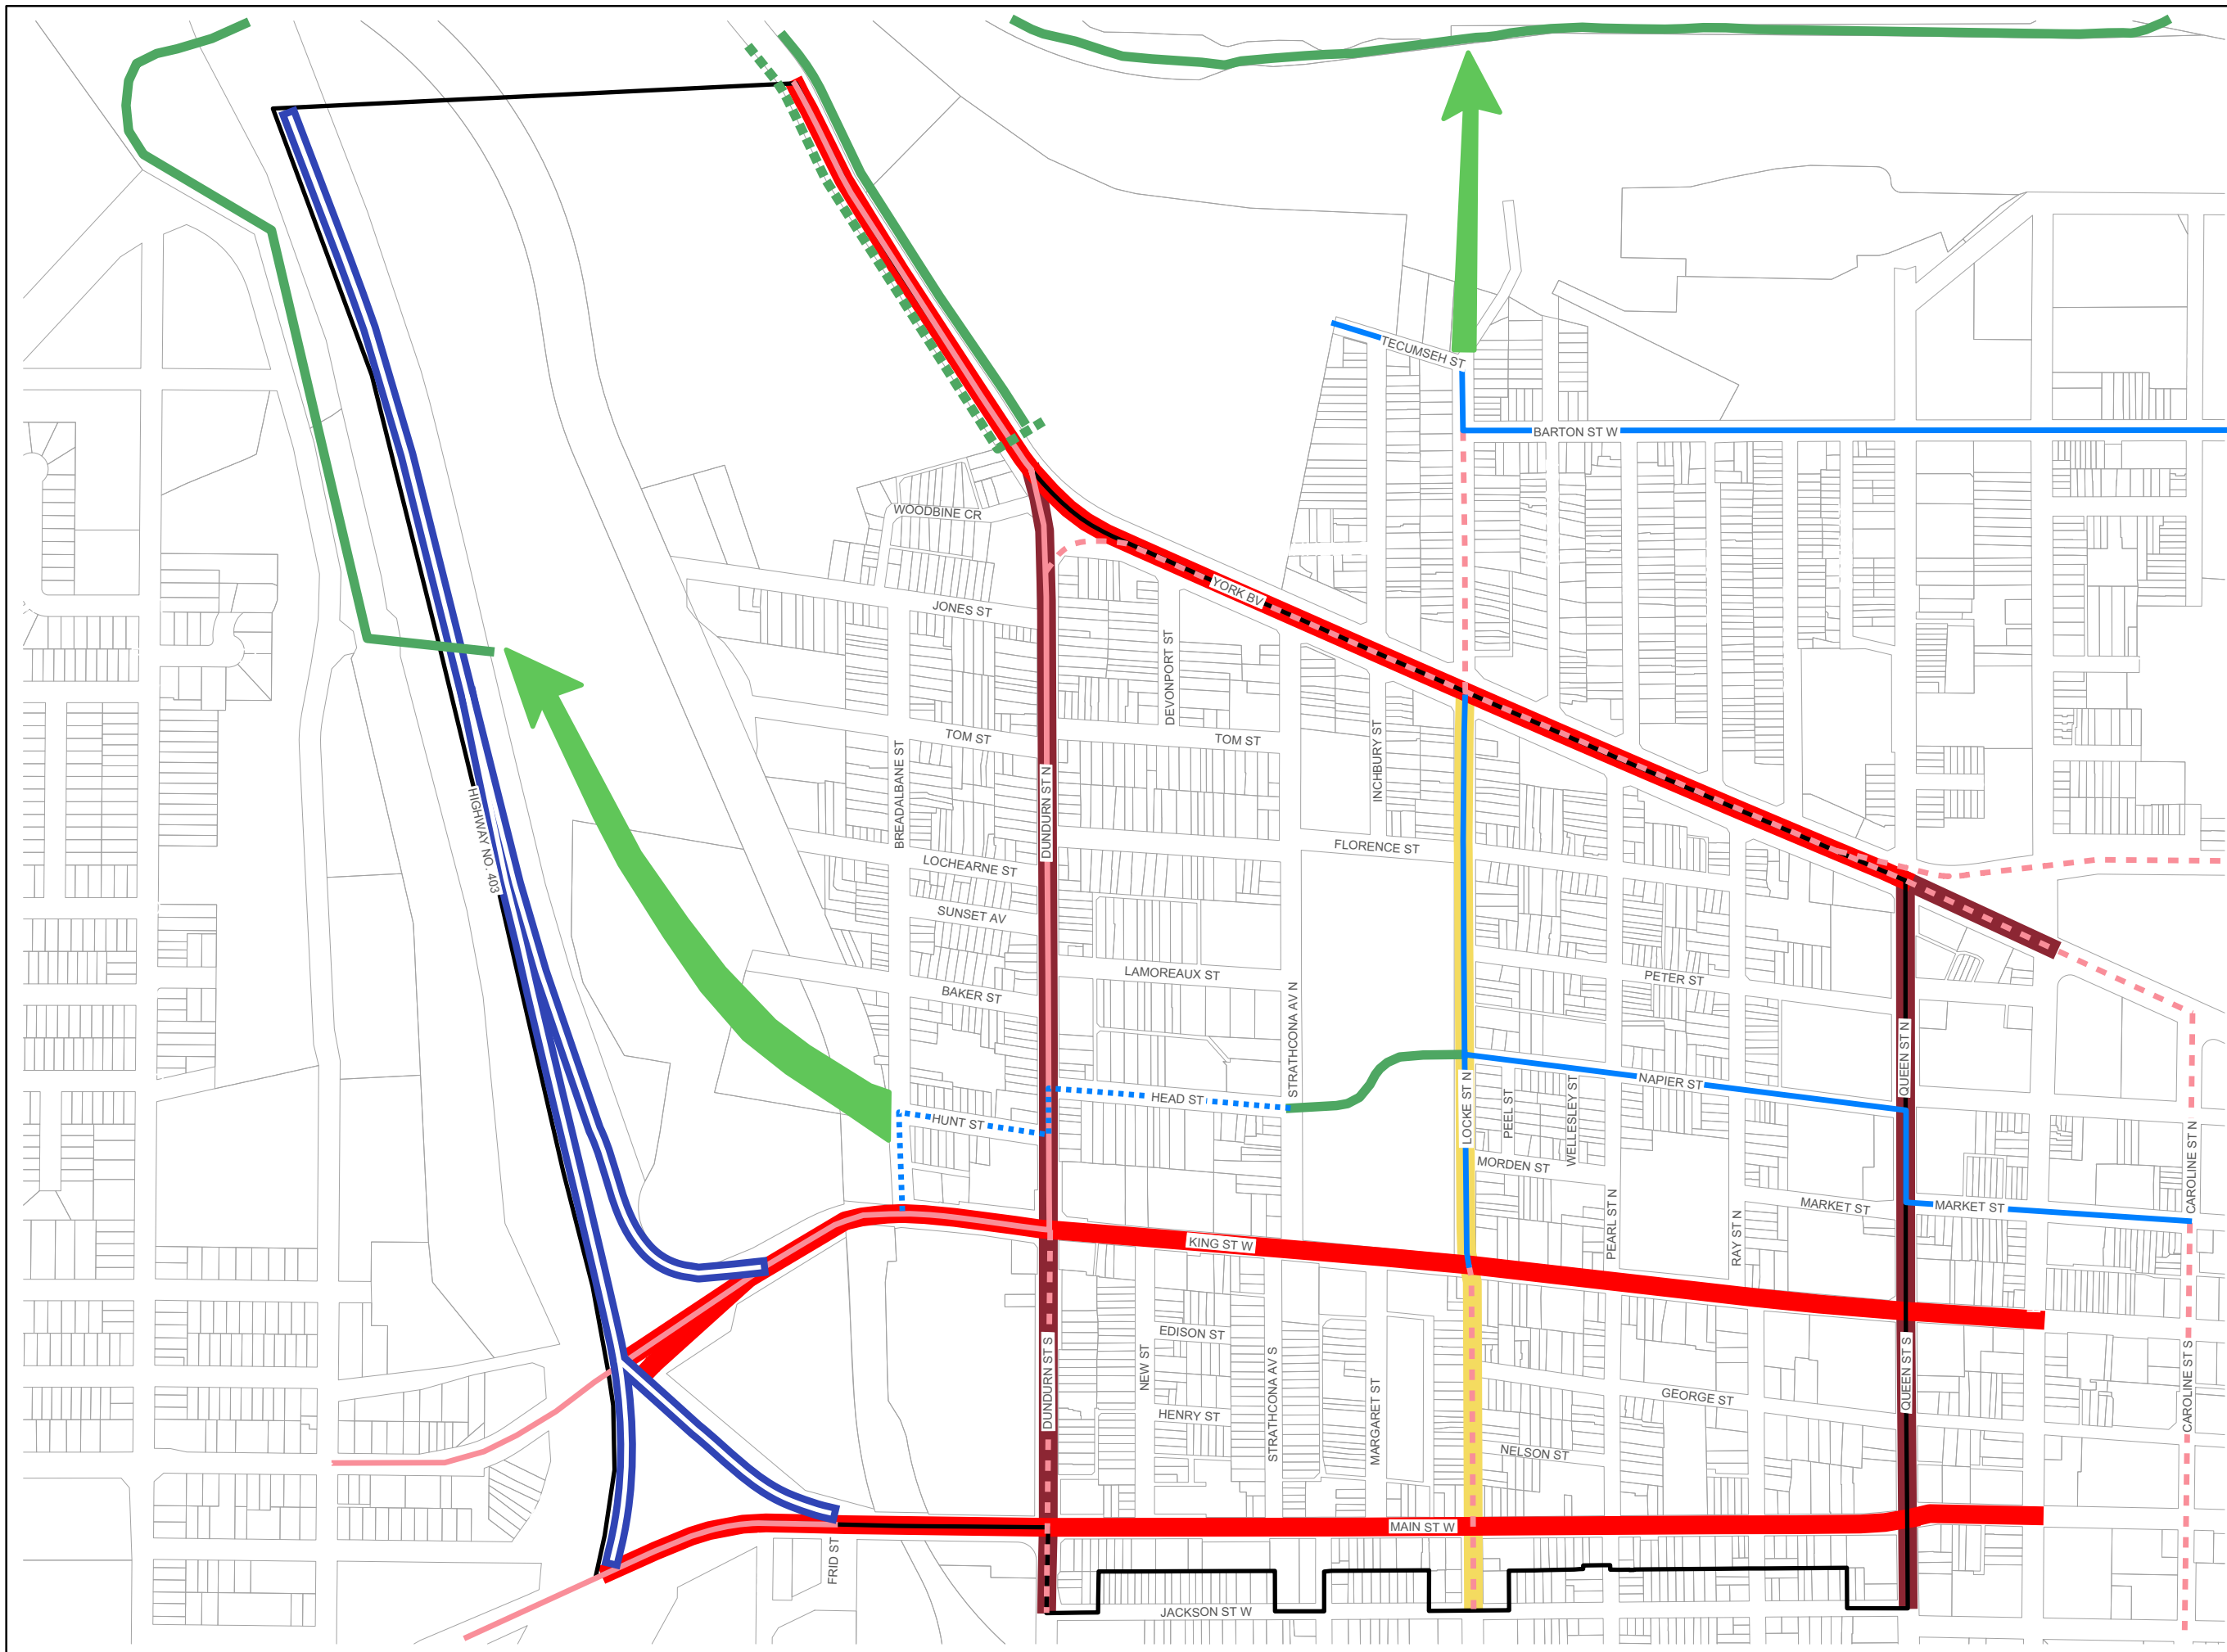 TECUMSEH ST
BARTON ST W
WOODBINE CR
YORK BV
JONES ST
DEVONPORT ST
TOM ST
TOM ST
INCHBURY ST
BREADALBANE ST
DUNDURN ST N
HIGHWAY NO. 403
FLORENCE ST
LOCHEARNE ST
SUNSET AV
LAMOREAUX ST
PETER ST
BAKER ST
STRATHCONA AV N
QUEEN ST N
NAPIER ST
HEAD ST
HUNT ST
LOCKE ST N
PEEL ST
WELLESLEY ST
MORDEN ST
CAROLINE ST N
MARKET ST
MARKET ST
PEARL ST N
RAY ST N
KING ST W
EDISON ST
NEW ST
DUNDURN ST S
STRATHCONA AV S
MARGARET ST
GEORGE ST
QUEEN ST S
CAROLINE ST S
HENRY ST
NELSON ST
MAIN ST W
FRID ST
JACKSON ST W